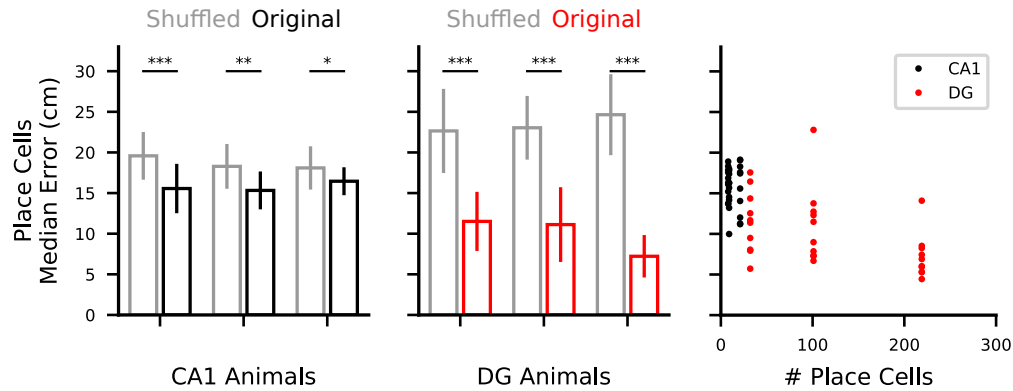 Shuffled Original
Shuffled Original
Place Cells
Median Error (cm)
30
25
20
15
10
5
0
***
**
*
***
***
***
CA1
DG
0
100
200
300
CA1 Animals
DG Animals
# Place Cells